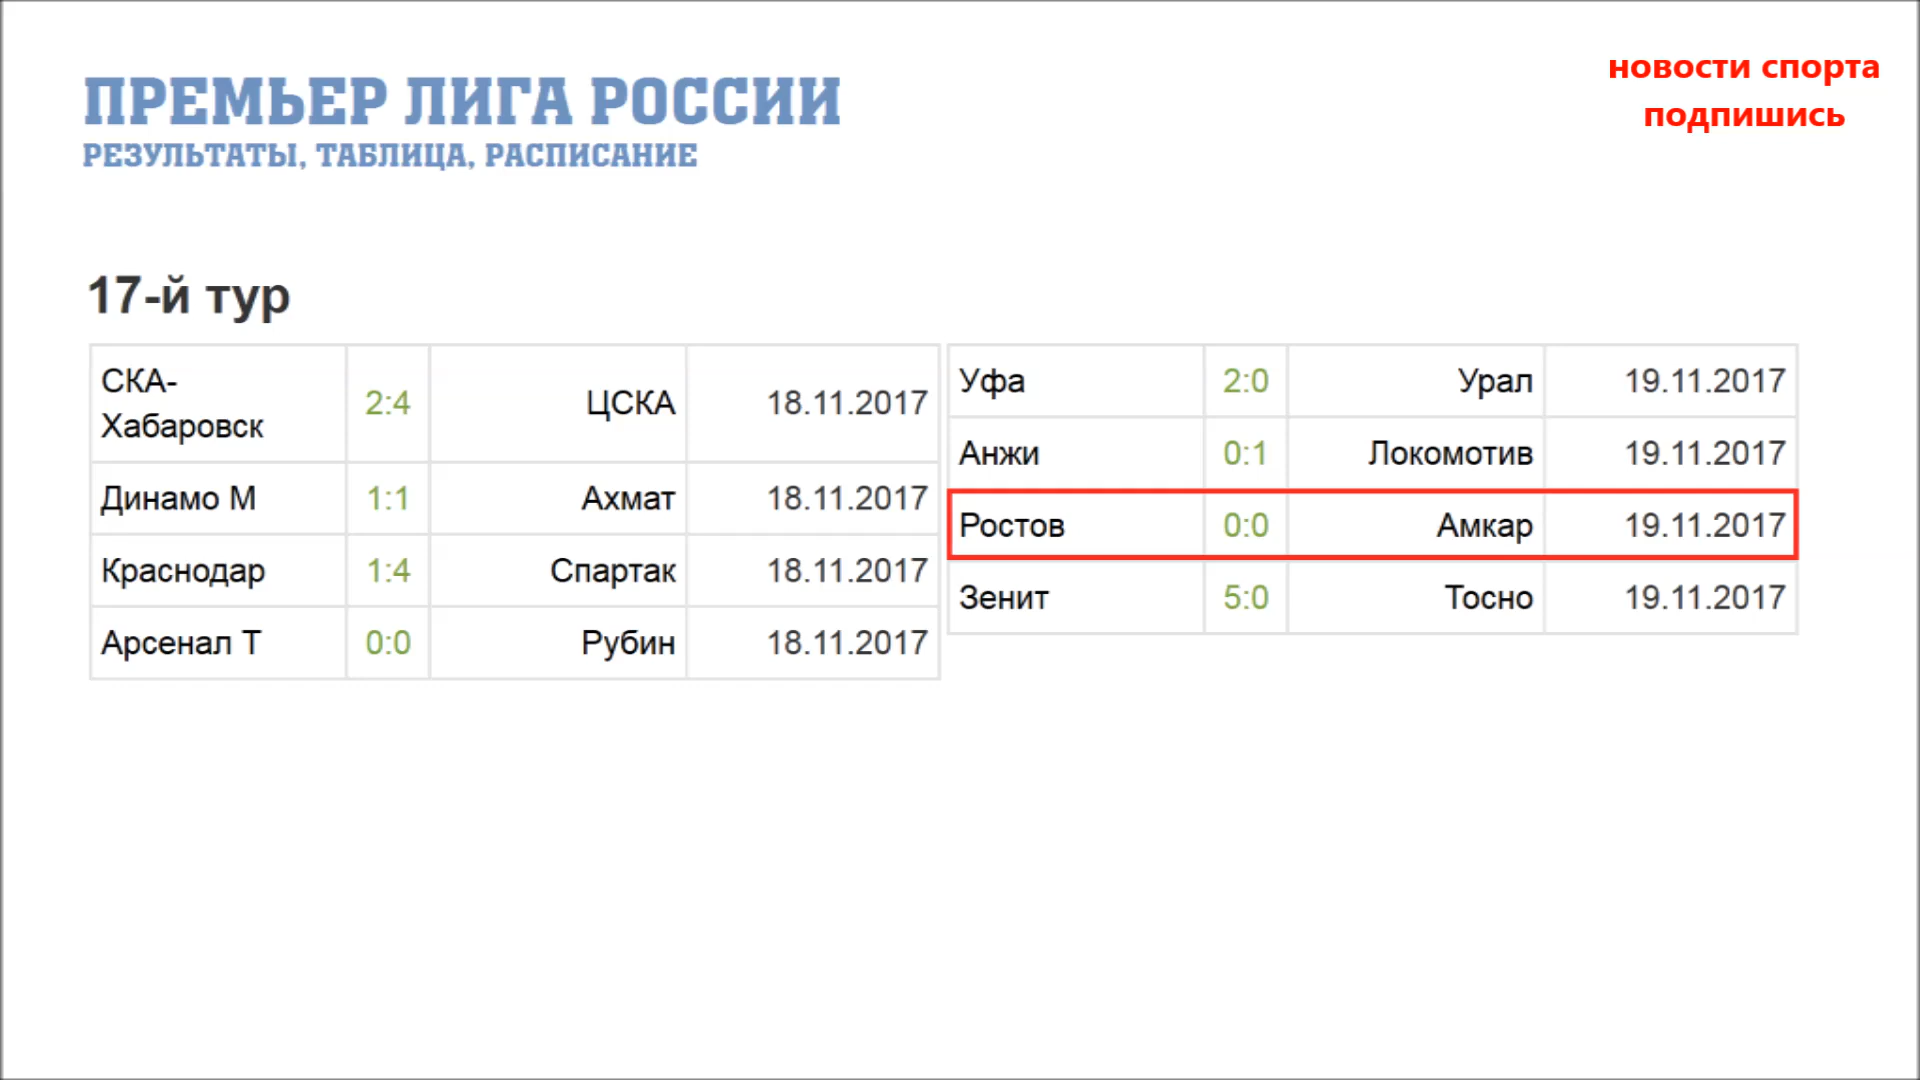 ПРЕМЬЕР ЛИГА РОССИИ
РЕЗУЛЬТАТЫ, ТАБЛИЦА, РАСПИСАНИЕ
новости спорта
подпишись
17-й тур
СКА-
Хабаровск 2:4 ЦСКА 18.11.2017
Динамо М 1:1 Ахмат 18.11.2017
Краснодар 1:4 Спартак 18.11.2017
Арсенал Т 0:0 Рубин 18.11.2017
Уфа 2:0 Урал 19.11.2017
Анжи 0:1 Локомотив 19.11.2017
Ростов 0:0 Амкар 19.11.2017
Зенит 5:0 Тосно 19.11.2017